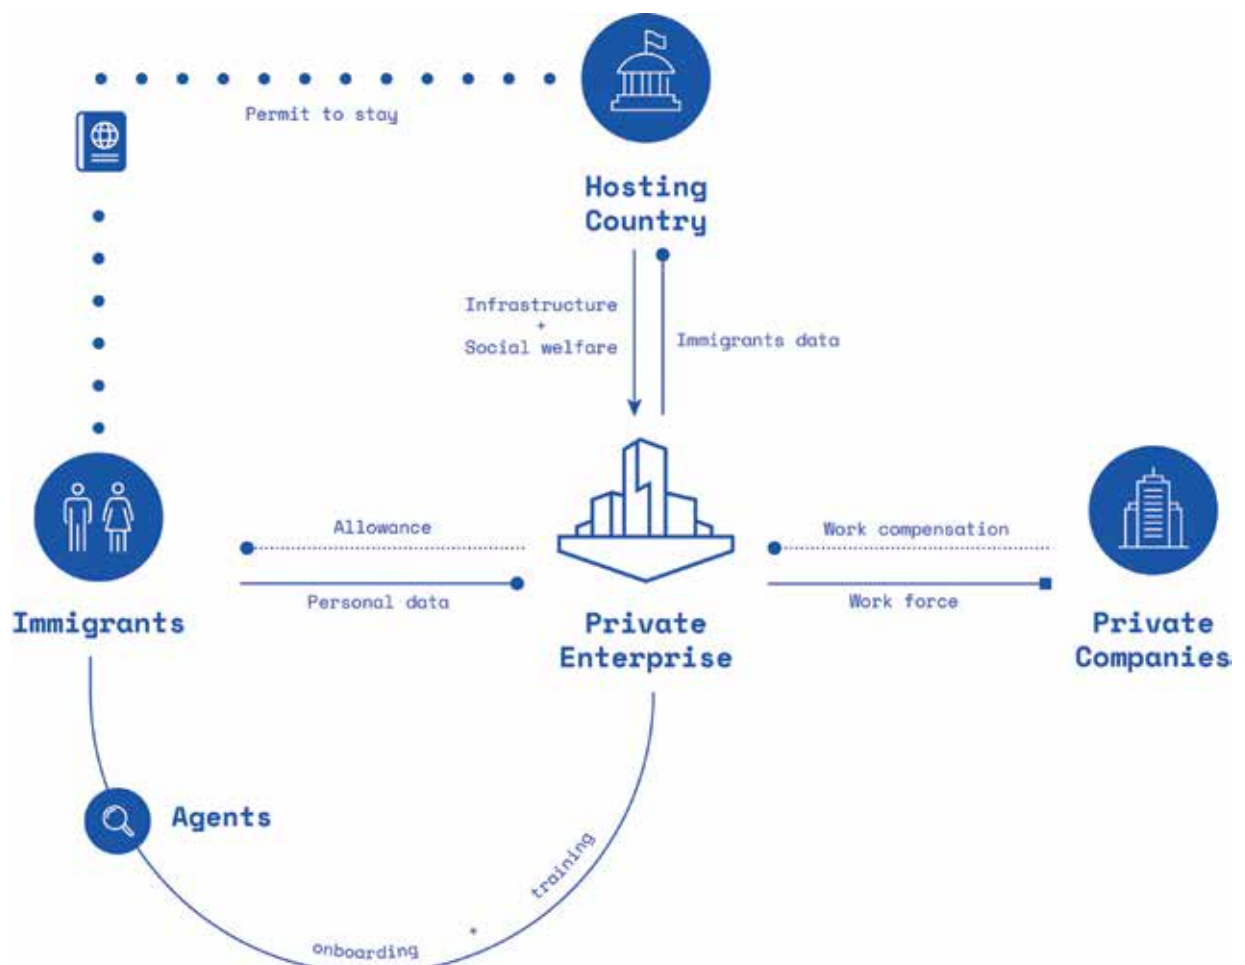 Permit to stay
Hosting
Country
Infrastructure
+
Social welfare
Immigrants data
Allowance
Personal data
Work compensation
Work force
Immigrants
Private
Enterprise
Private
Companies
Agents
onboarding + training